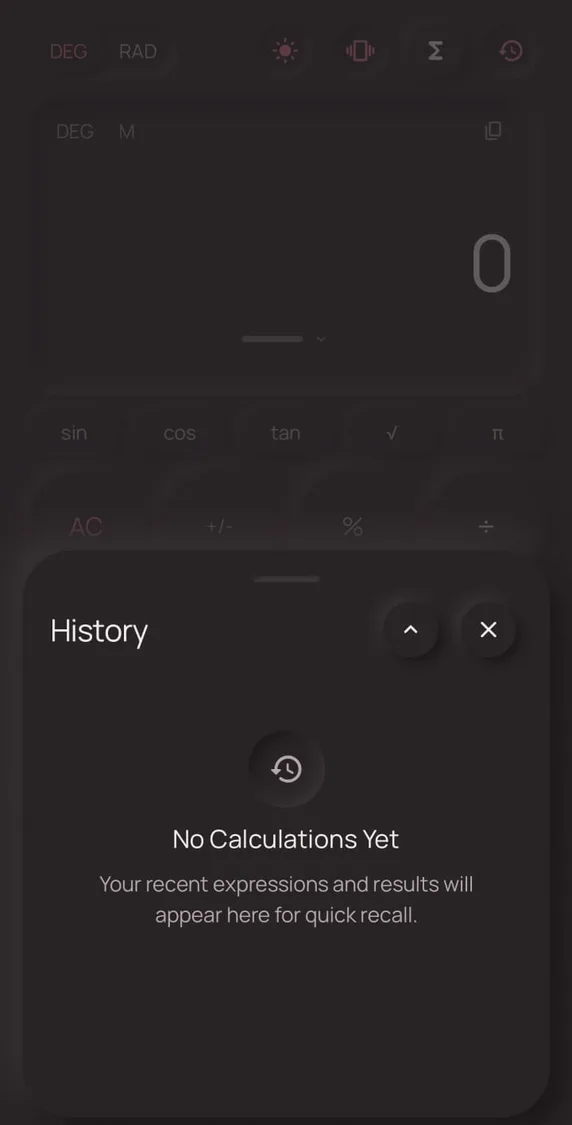 DEG RAD Σ
DEG M
0
sin cos tan √ π
AC +/- % ÷
History
No Calculations Yet
Your recent expressions and results will
appear here for quick recall.